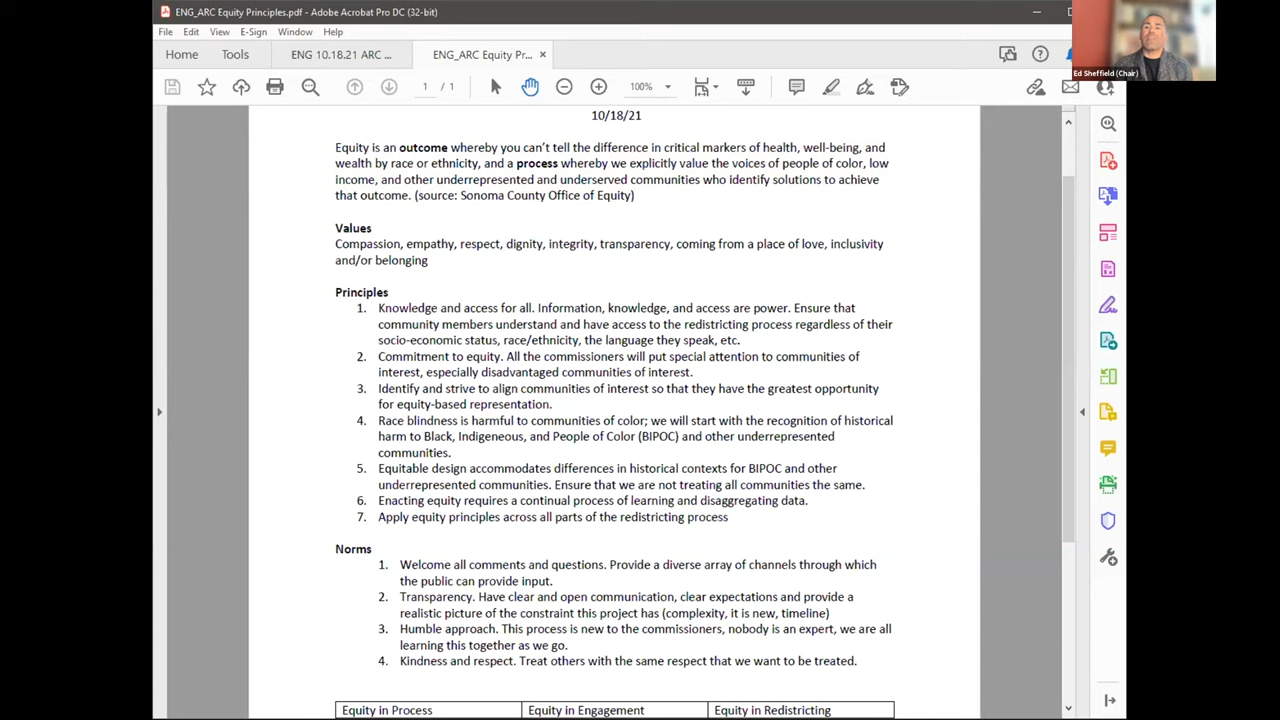 ENG_ARC Equity Principles.pdf - Adobe Acrobat Pro DC (32-bit)
File Edit View E-Sign Window Help
Home Tools ENG 10.18.21 ARC ... ENG_ARC Equity Pr... ×
1 / 1 100%
Ed Sheffield (Chair)
10/18/21
Equity is an outcome whereby you can't tell the difference in critical markers of health, well-being, and
wealth by race or ethnicity, and a process whereby we explicitly value the voices of people of color, low
income, and other underrepresented and underserved communities who identify solutions to achieve
that outcome. (source: Sonoma County Office of Equity)
Values
Compassion, empathy, respect, dignity, integrity, transparency, coming from a place of love, inclusivity
and/or belonging
Principles
1. Knowledge and access for all. Information, knowledge, and access are power. Ensure that
community members understand and have access to the redistricting process regardless of their
socio-economic status, race/ethnicity, the language they speak, etc.
2. Commitment to equity. All the commissioners will put special attention to communities of
interest, especially disadvantaged communities of interest.
3. Identify and strive to align communities of interest so that they have the greatest opportunity
for equity-based representation.
4. Race blindness is harmful to communities of color; we will start with the recognition of historical
harm to Black, Indigeneous, and People of Color (BIPOC) and other underrepresented
communities.
5. Equitable design accommodates differences in historical contexts for BIPOC and other
underrepresented communities. Ensure that we are not treating all communities the same.
6. Enacting equity requires a continual process of learning and disaggregating data.
7. Apply equity principles across all parts of the redistricting process
Norms
1. Welcome all comments and questions. Provide a diverse array of channels through which
the public can provide input.
2. Transparency. Have clear and open communication, clear expectations and provide a
realistic picture of the constraint this project has (complexity, it is new, timeline)
3. Humble approach. This process is new to the commissioners, nobody is an expert, we are all
learning this together as we go.
4. Kindness and respect. Treat others with the same respect that we want to be treated.
Equity in Process Equity in Engagement Equity in Redistricting